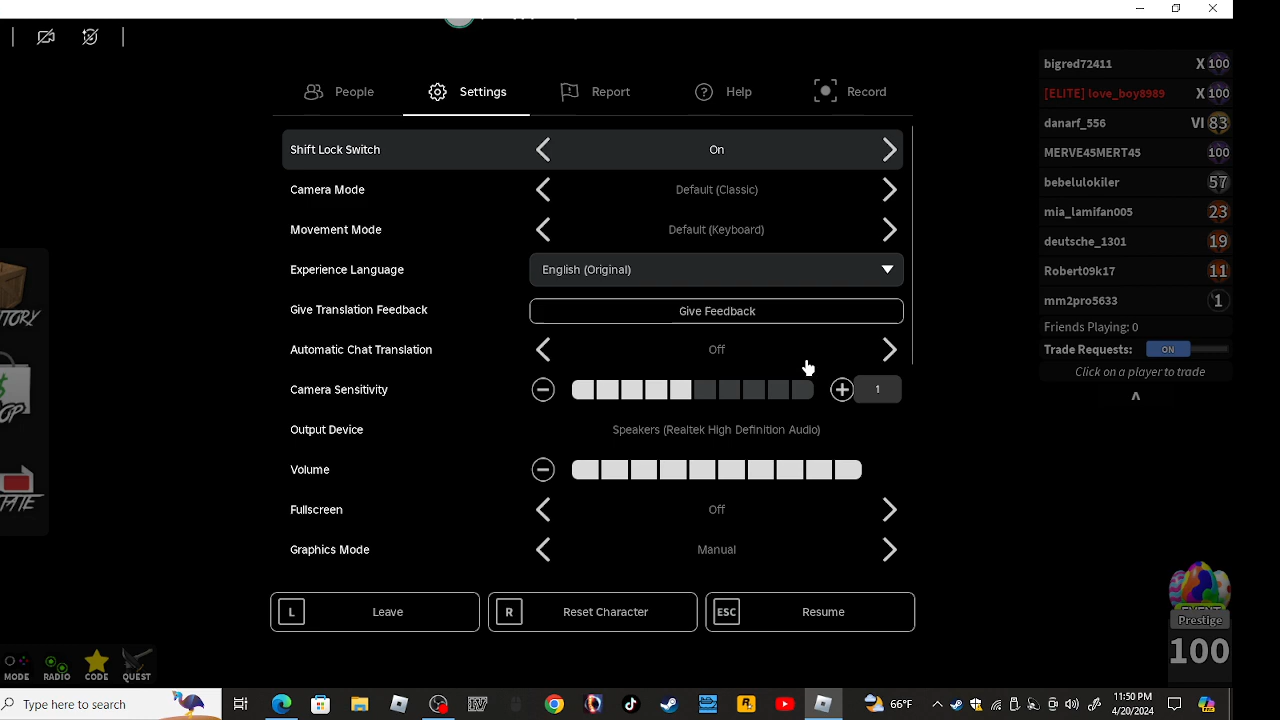 People
Settings
Report
Help
Record
Shift Lock Switch
On
Camera Mode
Default (Classic)
Movement Mode
Default (Keyboard)
Experience Language
English (Original)
Give Translation Feedback
Give Feedback
Automatic Chat Translation
Off
Camera Sensitivity
1
Output Device
Speakers (Realtek High Definition Audio)
Volume
Fullscreen
Off
Graphics Mode
Manual
L Leave
R Reset Character
ESC Resume
bigred72411 X 100
[ELITE] love_boy8989 X 100
danarf_556 VI 83
MERVE45MERT45 100
bebelulokiler 57
mia_lamifan005 23
deutsche_1301 19
Robert09k17 11
mm2pro5633 1
Friends Playing: 0
Trade Requests: ON
Click on a player to trade
^
EVENT
Prestige
100
MODE
RADIO
CODE
QUEST
Type here to search
66°F
11:50 PM
4/20/2024